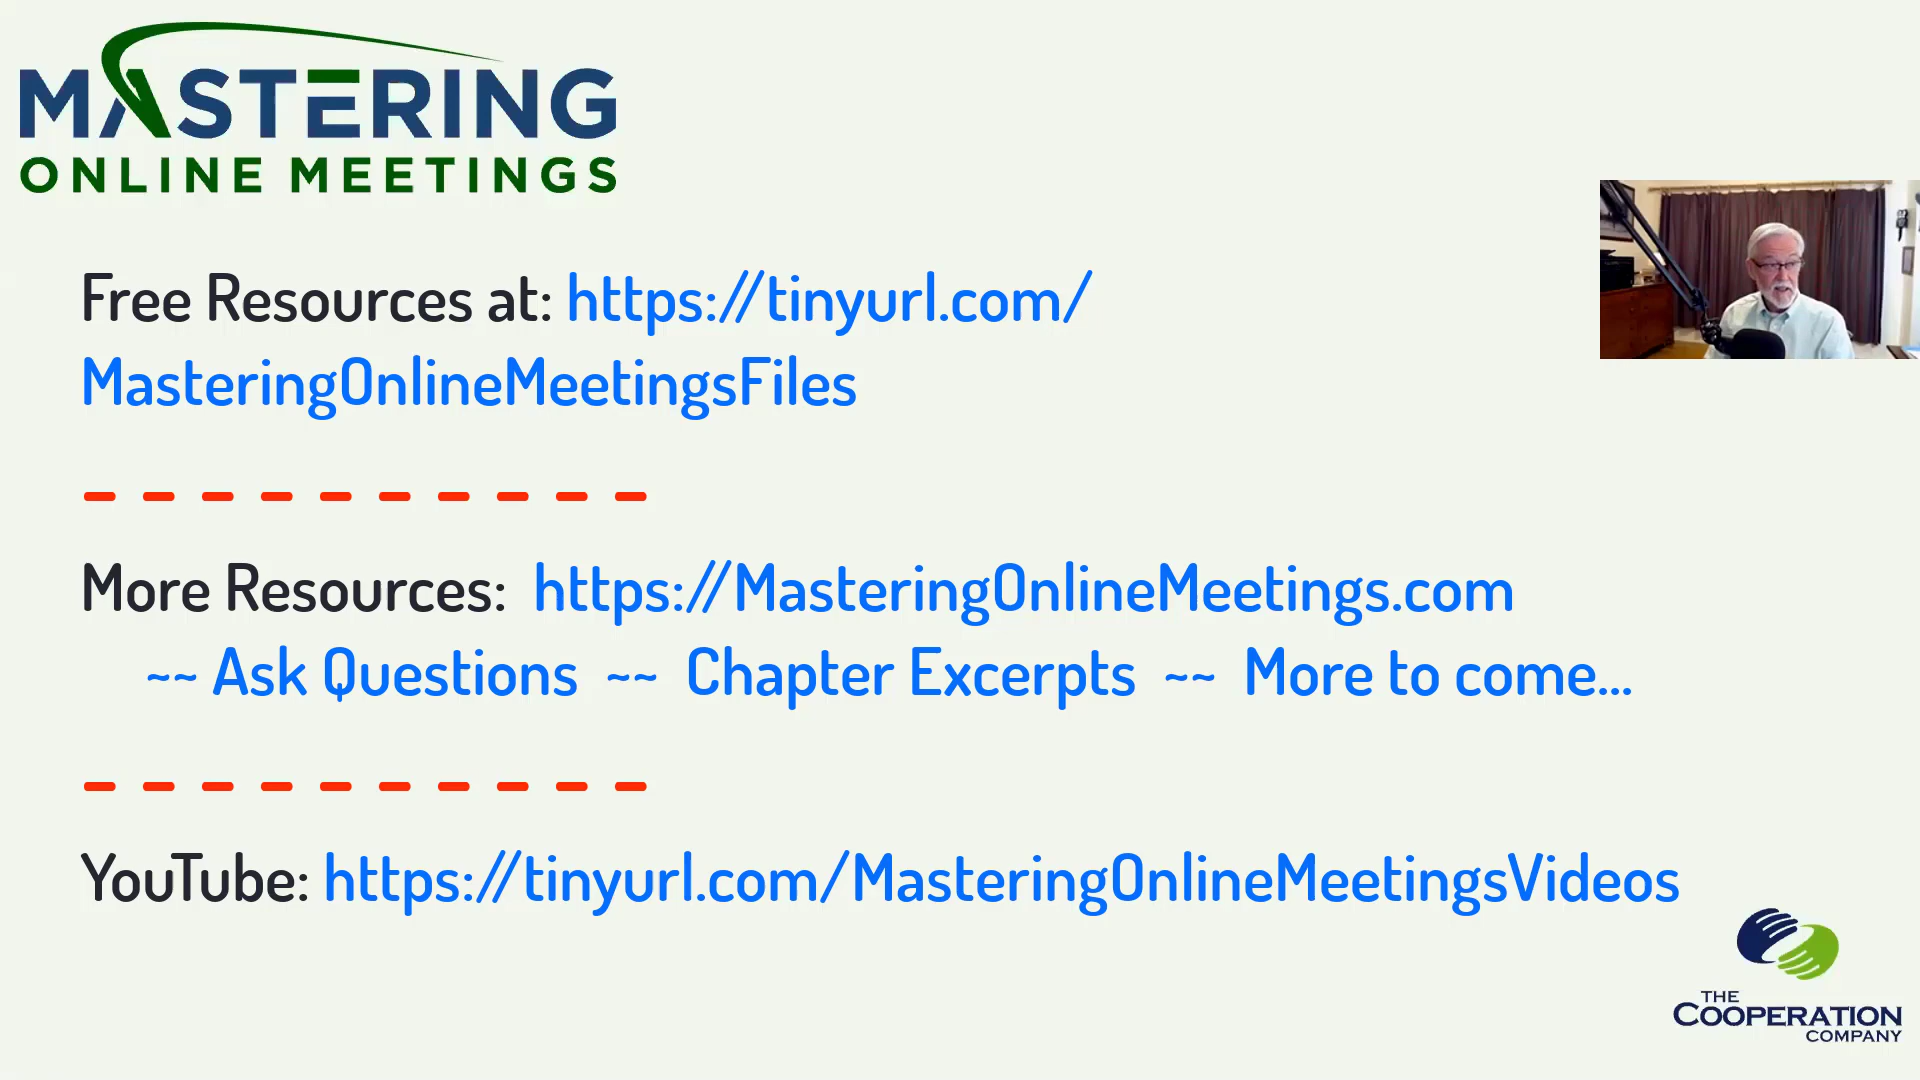 MASTERING
ONLINE MEETINGS
Free Resources at: https://tinyurl.com/
MasteringOnlineMeetingsFiles
- - - - - - - - - -
More Resources: https://MasteringOnlineMeetings.com
~~ Ask Questions ~~ Chapter Excerpts ~~ More to come...
- - - - - - - - - -
YouTube: https://tinyurl.com/MasteringOnlineMeetingsVideos
THE
COOPERATION
COMPANY